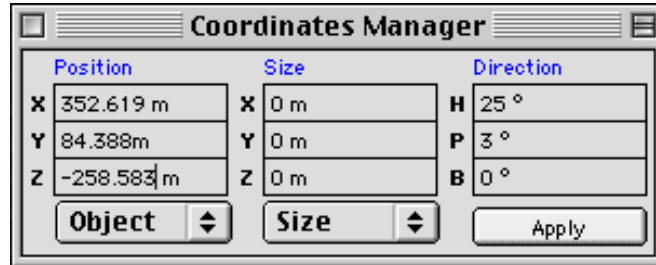 Coordinates Manager
Position Size Direction
X 352.619 m X 0 m H 25 °
Y 84.388m Y 0 m P 3 °
Z -258.583 m Z 0 m B 0 °
Object Size Apply